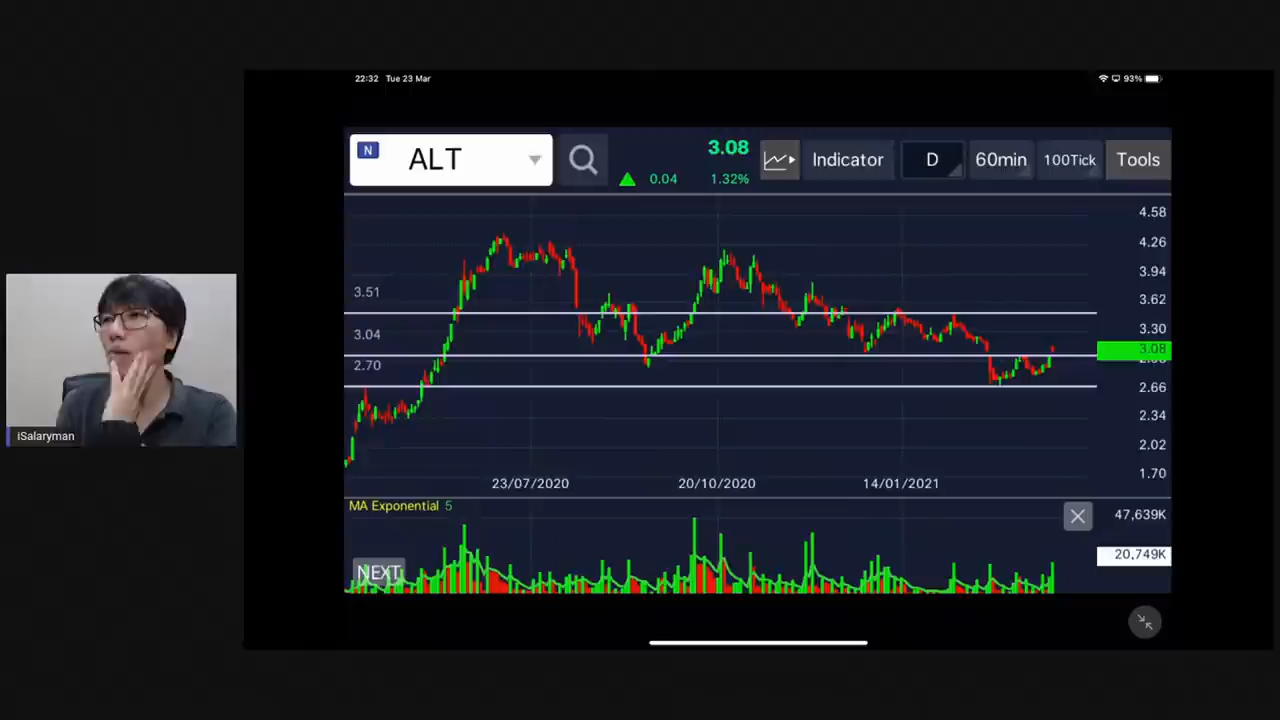 22:32 Tue 23 Mar
93%
N
ALT
3.08
0.04 1.32%
Indicator
D
60min
100Tick
Tools
4.58
4.26
3.94
3.62
3.30
3.08
2.66
2.34
2.02
1.70
3.51
3.04
2.70
23/07/2020 20/10/2020 14/01/2021
MA Exponential 5
47,639K
20,749K
NEXT
iSalaryman